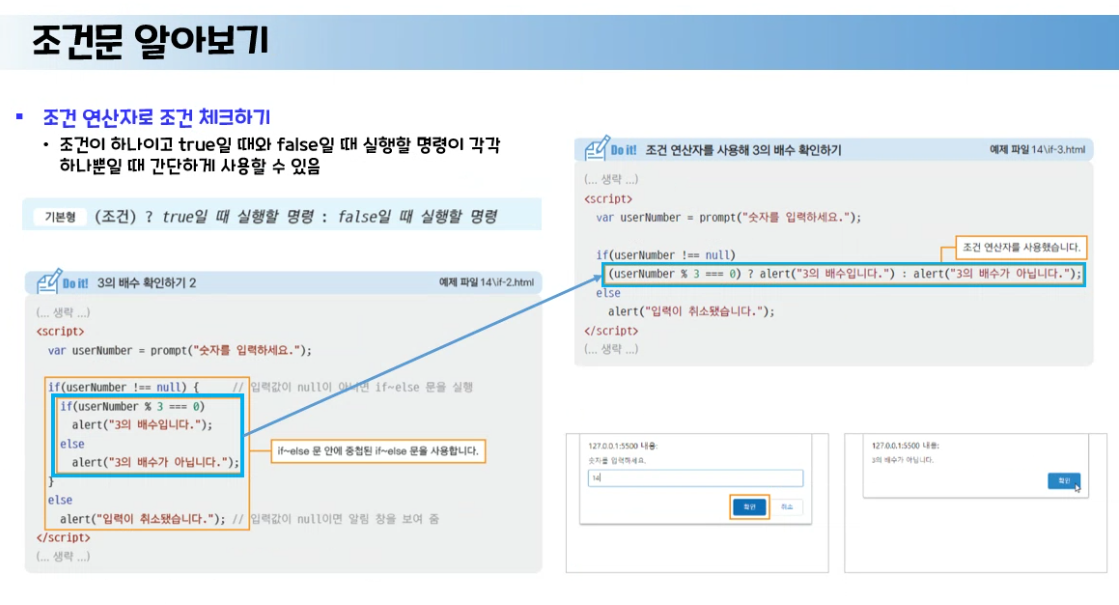 조건문 알아보기
▪ 조건 연산자로 조건 체크하기
• 조건이 하나이고 true일 때와 false일 때 실행할 명령이 각각
하나뿐일 때 간단하게 사용할 수 있음
기본형 (조건) ? true일 때 실행할 명령 : false일 때 실행할 명령
Do it! 3의 배수 확인하기 2 예제 파일 14\if-2.html
(... 생략 ...)
<script>
var userNumber = prompt("숫자를 입력하세요.");
if(userNumber !== null) { // 입력값이 null이 아니면 if~else 문을 실행
if(userNumber % 3 === 0)
alert("3의 배수입니다.");
else
alert("3의 배수가 아닙니다.");
if~else 문 안에 중첩된 if~else 문을 사용합니다.
}
else
alert("입력이 취소됐습니다."); // 입력값이 null이면 알림 창을 보여 줌
</script>
(... 생략 ...)
Do it! 조건 연산자를 사용해 3의 배수 확인하기 예제 파일 14\if-3.html
(... 생략 ...)
<script>
var userNumber = prompt("숫자를 입력하세요.");
조건 연산자를 사용했습니다.
if(userNumber !== null)
(userNumber % 3 === 0) ? alert("3의 배수입니다.") : alert("3의 배수가 아닙니다.");
else
alert("입력이 취소됐습니다.");
</script>
(... 생략 ...)
127.0.0.1:5500 내용:
숫자를 입력하세요.
14
확인 취소
127.0.0.1:5500 내용:
3의 배수가 아닙니다.
확인